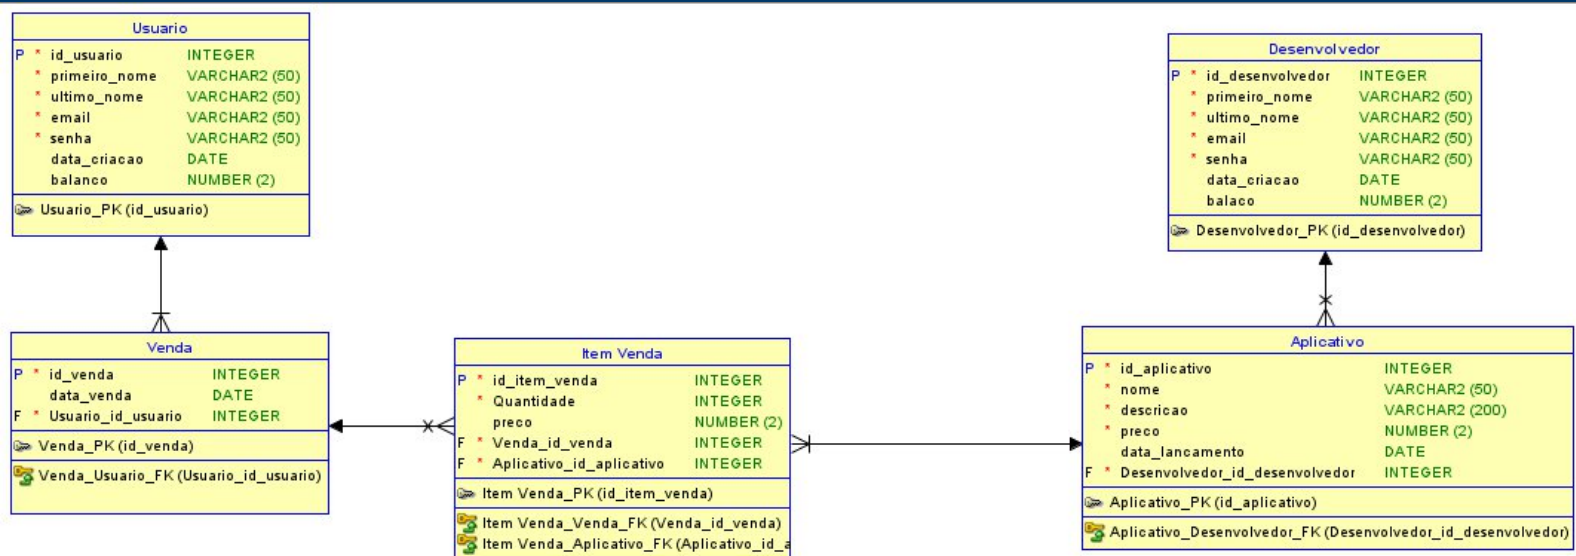 Usuario
P * id_usuario INTEGER
* primeiro_nome VARCHAR2 (50)
* ultimo_nome VARCHAR2 (50)
* email VARCHAR2 (50)
* senha VARCHAR2 (50)
data_criacao DATE
balanco NUMBER (2)
Usuario_PK (id_usuario)
Desenvolvedor
P * id_desenvolvedor INTEGER
* primeiro_nome VARCHAR2 (50)
* ultimo_nome VARCHAR2 (50)
* email VARCHAR2 (50)
* senha VARCHAR2 (50)
data_criacao DATE
balaco NUMBER (2)
Desenvolvedor_PK (id_desenvolvedor)
Venda
P * id_venda INTEGER
data_venda DATE
F * Usuario_id_usuario INTEGER
Venda_PK (id_venda)
Venda_Usuario_FK (Usuario_id_usuario)
Item Venda
P * id_item_venda INTEGER
* Quantidade INTEGER
preco NUMBER (2)
F * Venda_id_venda INTEGER
F * Aplicativo_id_aplicativo INTEGER
Item Venda_PK (id_item_venda)
Item Venda_Venda_FK (Venda_id_venda)
Item Venda_Aplicativo_FK (Aplicativo_id_a
Aplicativo
P * id_aplicativo INTEGER
* nome VARCHAR2 (50)
* descricao VARCHAR2 (200)
* preco NUMBER (2)
data_lancamento DATE
F * Desenvolvedor_id_desenvolvedor INTEGER
Aplicativo_PK (id_aplicativo)
Aplicativo_Desenvolvedor_FK (Desenvolvedor_id_desenvolvedor)